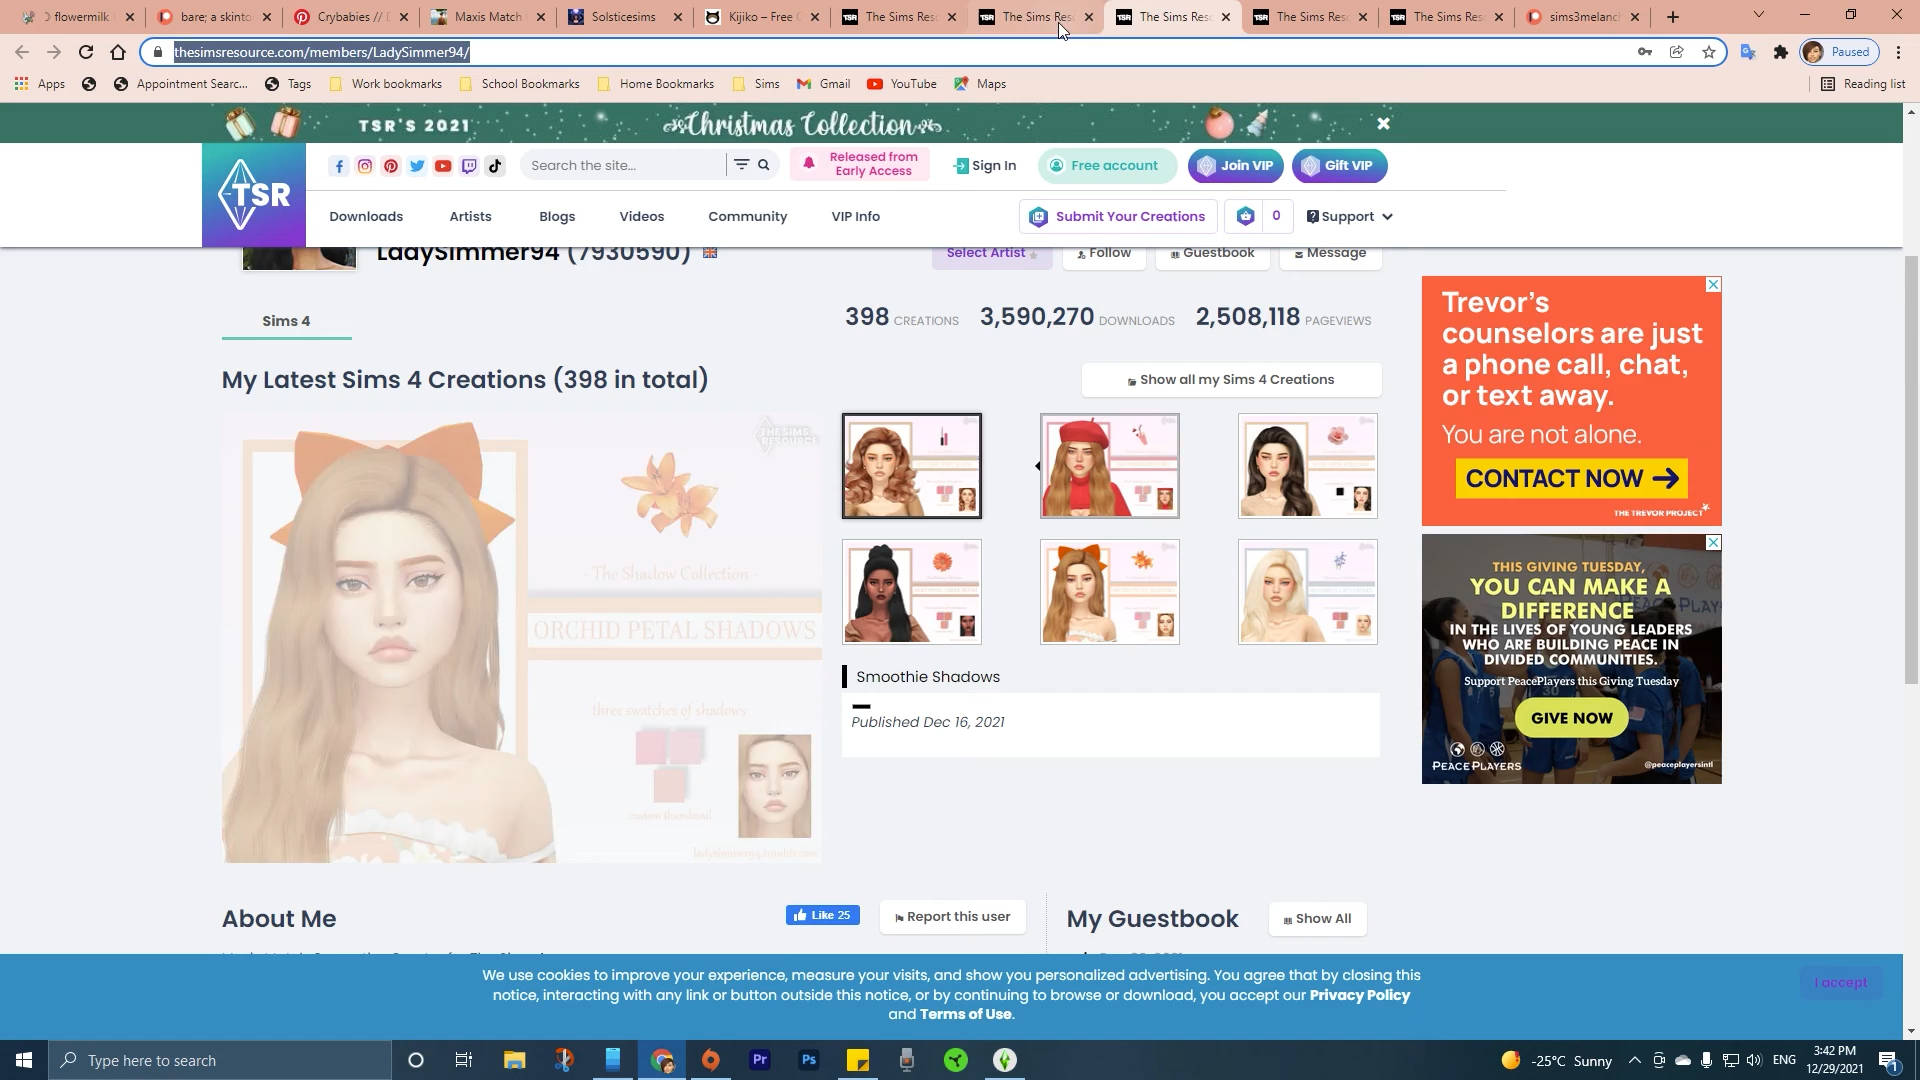 flowermilk
bare; a skinto
Crybabies // D
Maxis Match
Solsticesims
Kijiko – Free C
The Sims Res
The Sims Res
The Sims Res
The Sims Res
The Sims Res
sims3melanc
thesimsresource.com/members/LadySimmer94/
Paused
Apps
Appointment Searc...
Tags
Work bookmarks
School Bookmarks
Home Bookmarks
Sims
Gmail
YouTube
Maps
Reading list
TSR'S 2021
Christmas Collection
TSR
Search the site...
Released from
Early Access
Sign In
Free account
Join VIP
Gift VIP
Downloads
Artists
Blogs
Videos
Community
VIP Info
Submit Your Creations
0
Support
LadySimmer94 (7930590)
Select Artist
Follow
Guestbook
Message
Sims 4
398 CREATIONS
3,590,270 DOWNLOADS
2,508,118 PAGEVIEWS
My Latest Sims 4 Creations (398 in total)
Show all my Sims 4 Creations
THE SIMS
RESOURCE
- The Shadow Collection -
ORCHID PETAL SHADOWS
three swatches of shadows
custom thumbnail
ladysimmer94.tumblr.com
Smoothie Shadows
Published Dec 16, 2021
Trevor's
counselors are just
a phone call, chat,
or text away.
You are not alone.
CONTACT NOW →
THE TREVOR PROJECT
THIS GIVING TUESDAY,
YOU CAN MAKE A
DIFFERENCE
IN THE LIVES OF YOUNG LEADERS
WHO ARE BUILDING PEACE IN
DIVIDED COMMUNITIES.
Support PeacePlayers this Giving Tuesday
GIVE NOW
PEACE PLAYERS
@peaceplayersintl
About Me
Like 25
Report this user
My Guestbook
Show All
We use cookies to improve your experience, measure your visits, and show you personalized advertising. You agree that by closing this
notice, interacting with any link or button outside this notice, or by continuing to browse or download, you accept our Privacy Policy
and Terms of Use.
I accept
Type here to search
Pr
Ps
-25°C Sunny
ENG
3:42 PM
12/29/2021
1